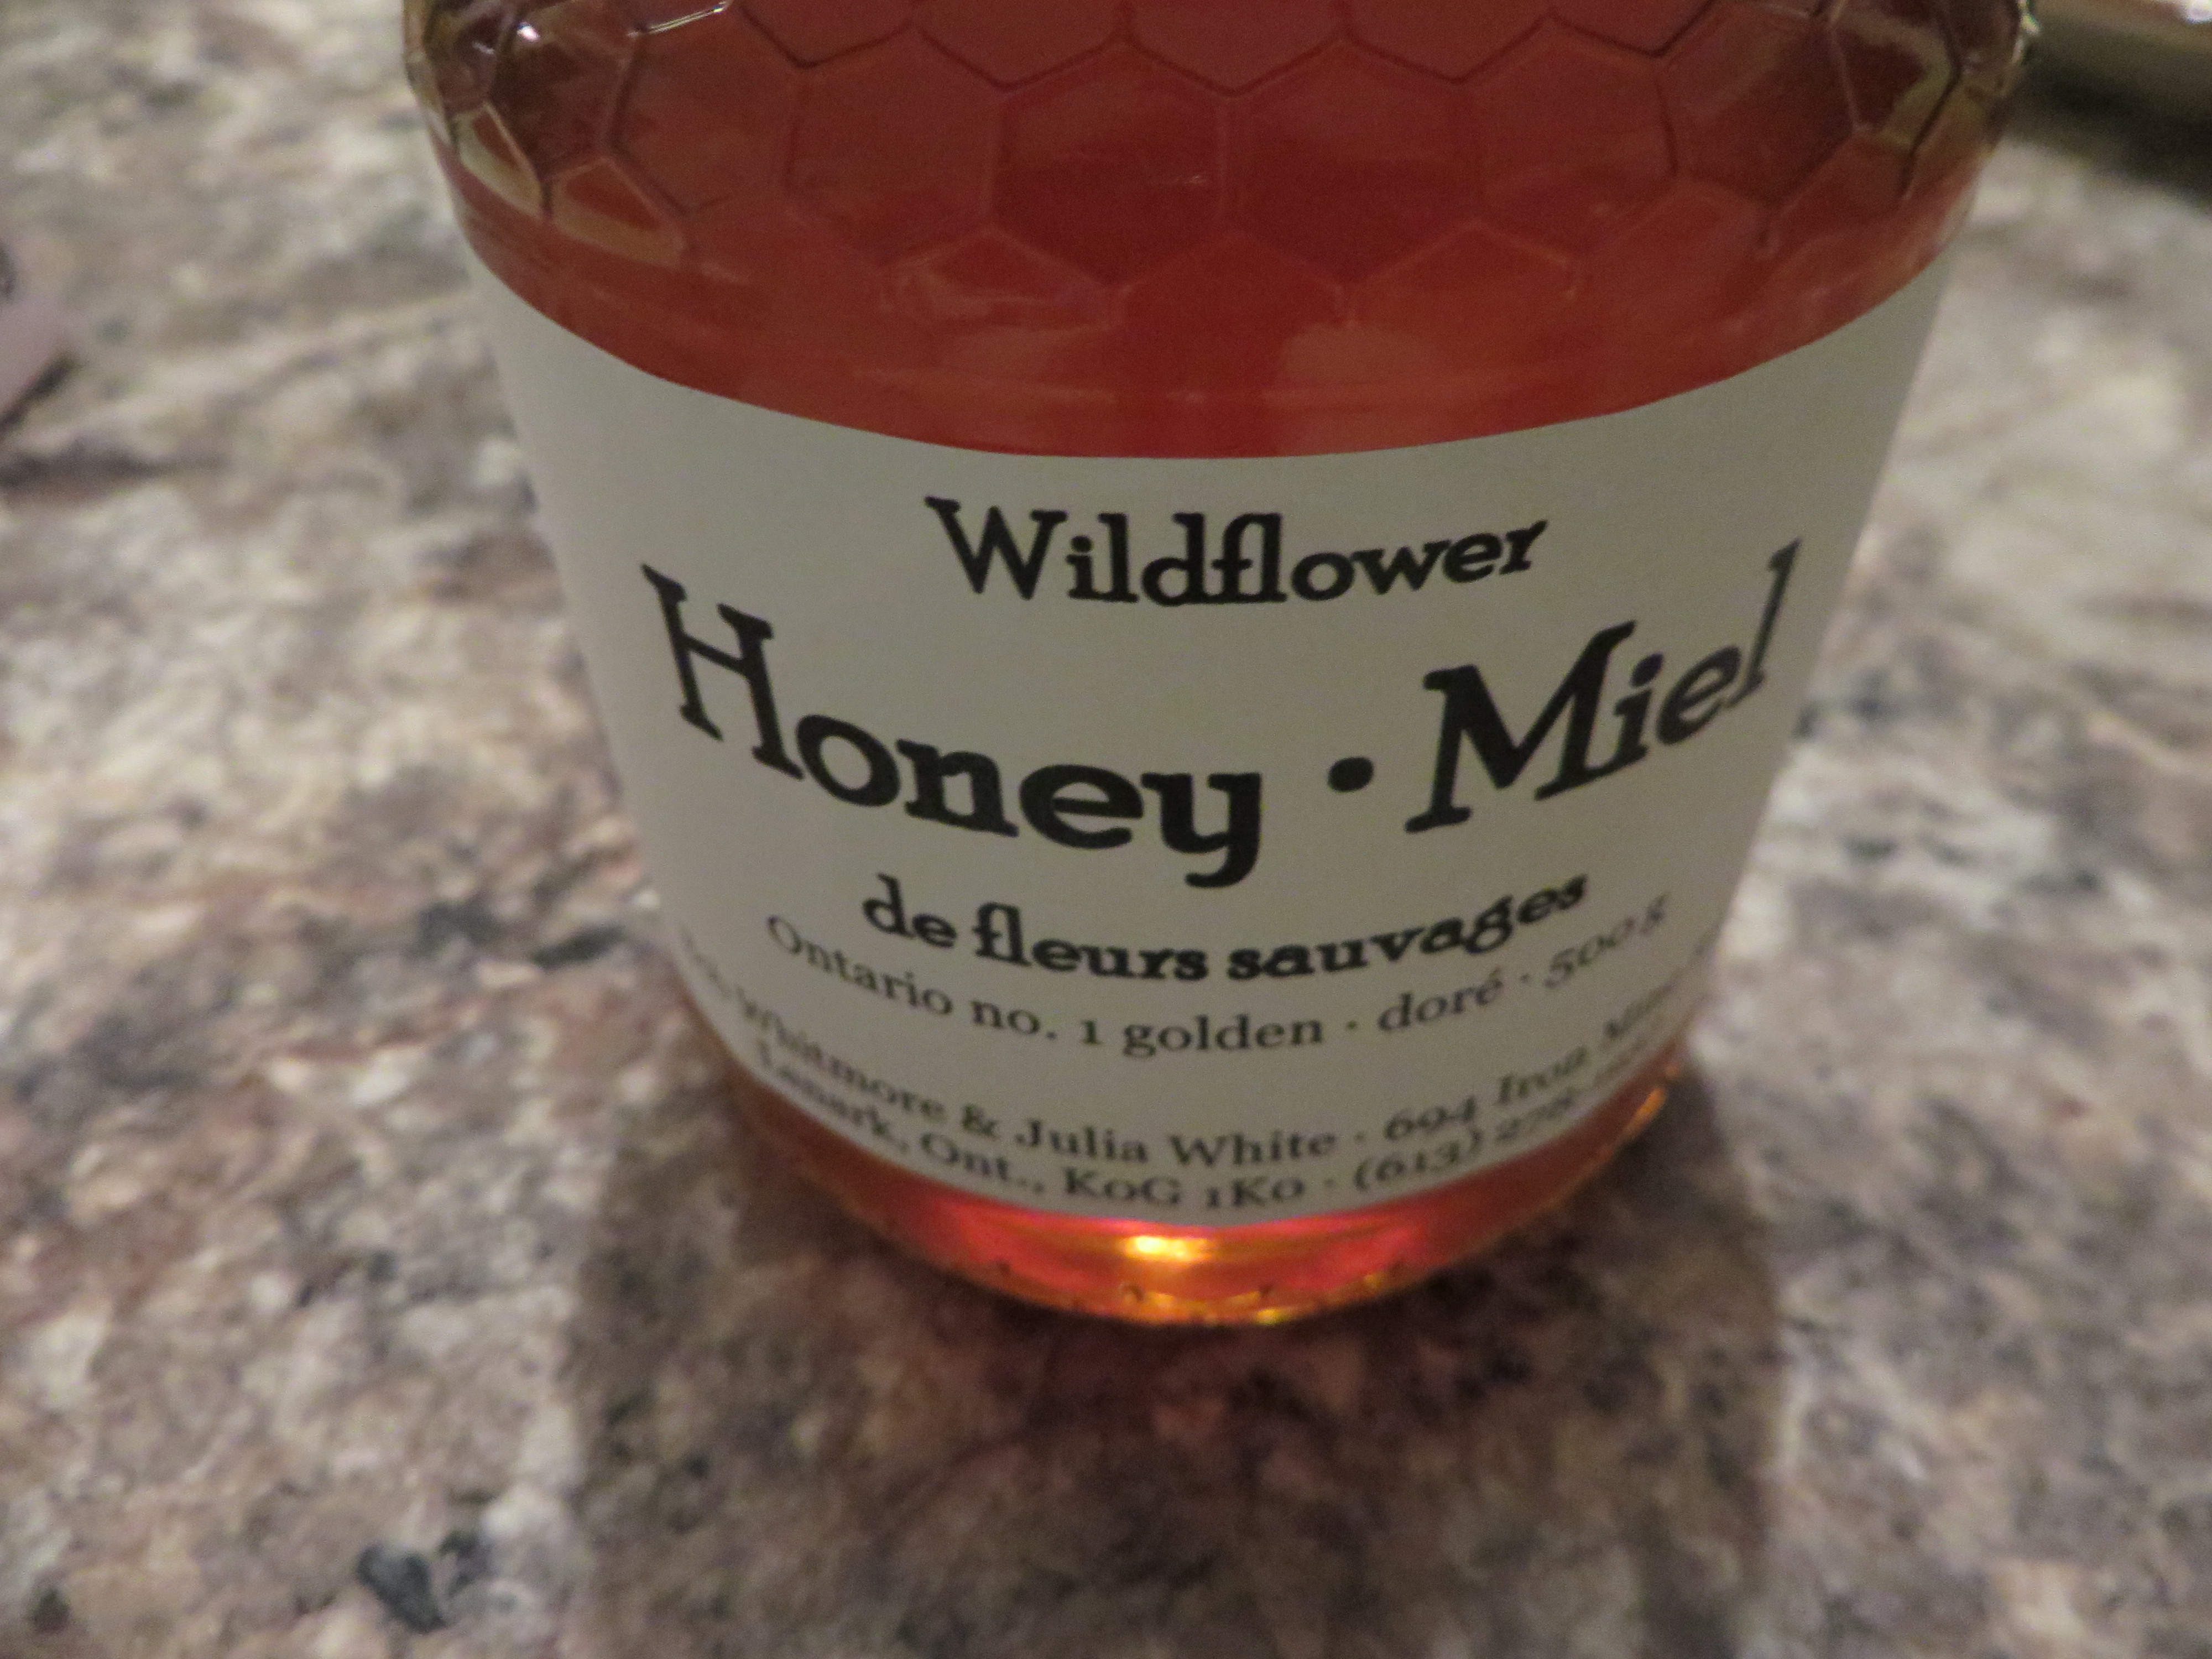 Wildflower
Honey • Miel
de fleurs sauvages
Ontario no. 1 golden · doré · 500 g
Whitmore & Julia White · 694 Iron
Lanark, Ont., K0G 1K0 · (613) 278-